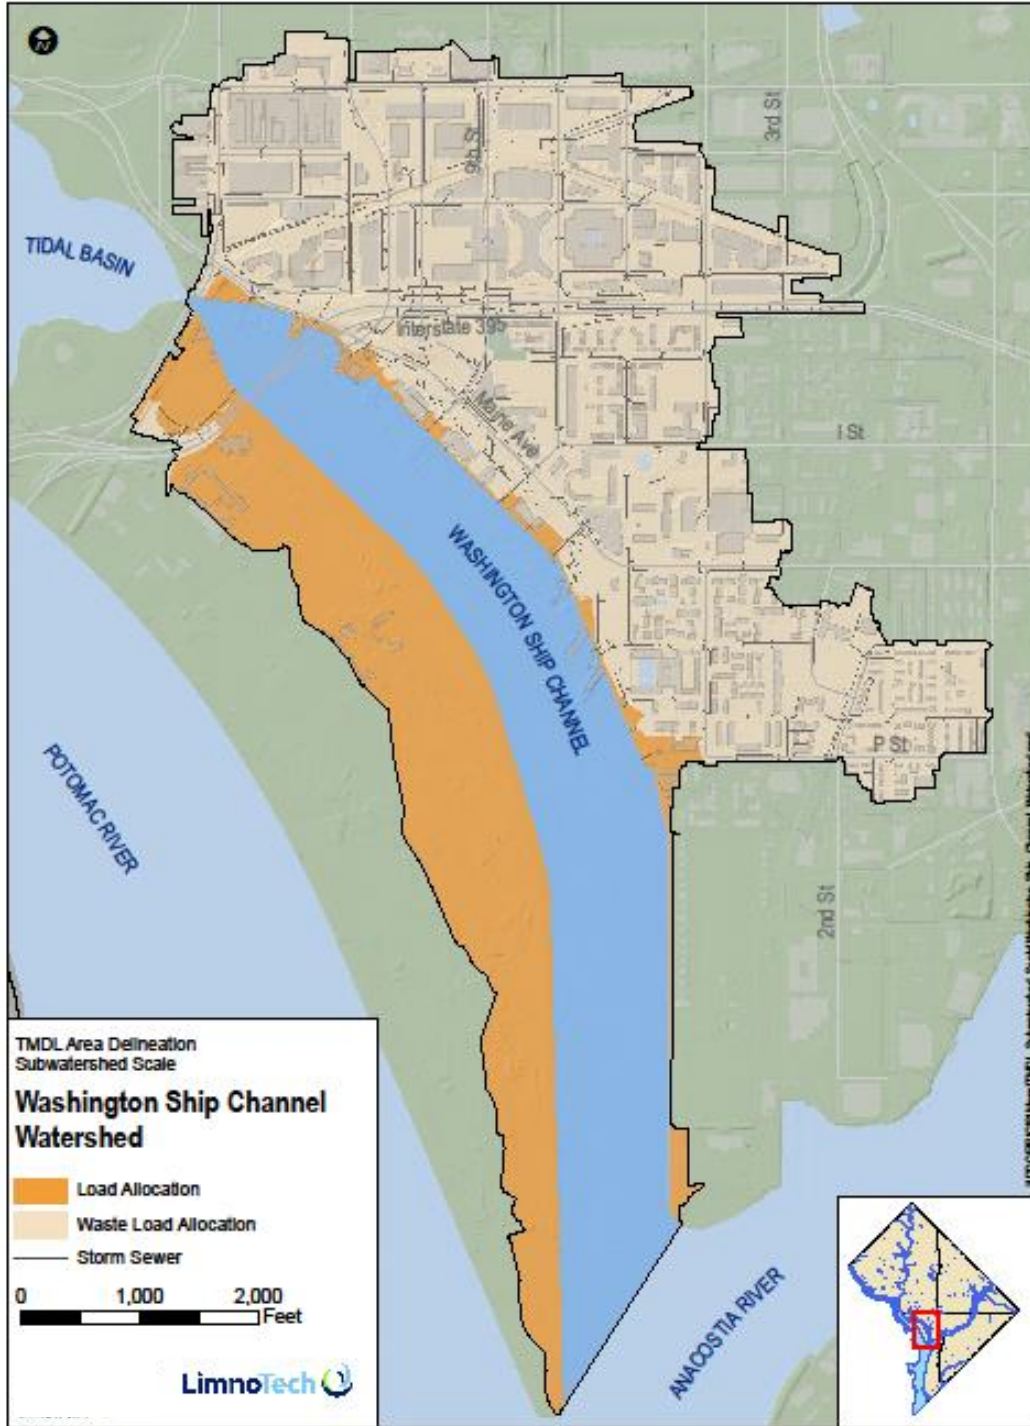 N
3rd St
9th St
TIDAL BASIN
Interstate 395
Maine Ave
I St
WASHINGTON SHIP CHANNEL
POTOMAC RIVER
P St
2nd St
TMDL Area Delineation
Subwatershed Scale
Washington Ship Channel
Watershed
Load Allocation
Waste Load Allocation
Storm Sewer
0 1,000 2,000
Feet
ANACOSTIA RIVER
LimnoTech